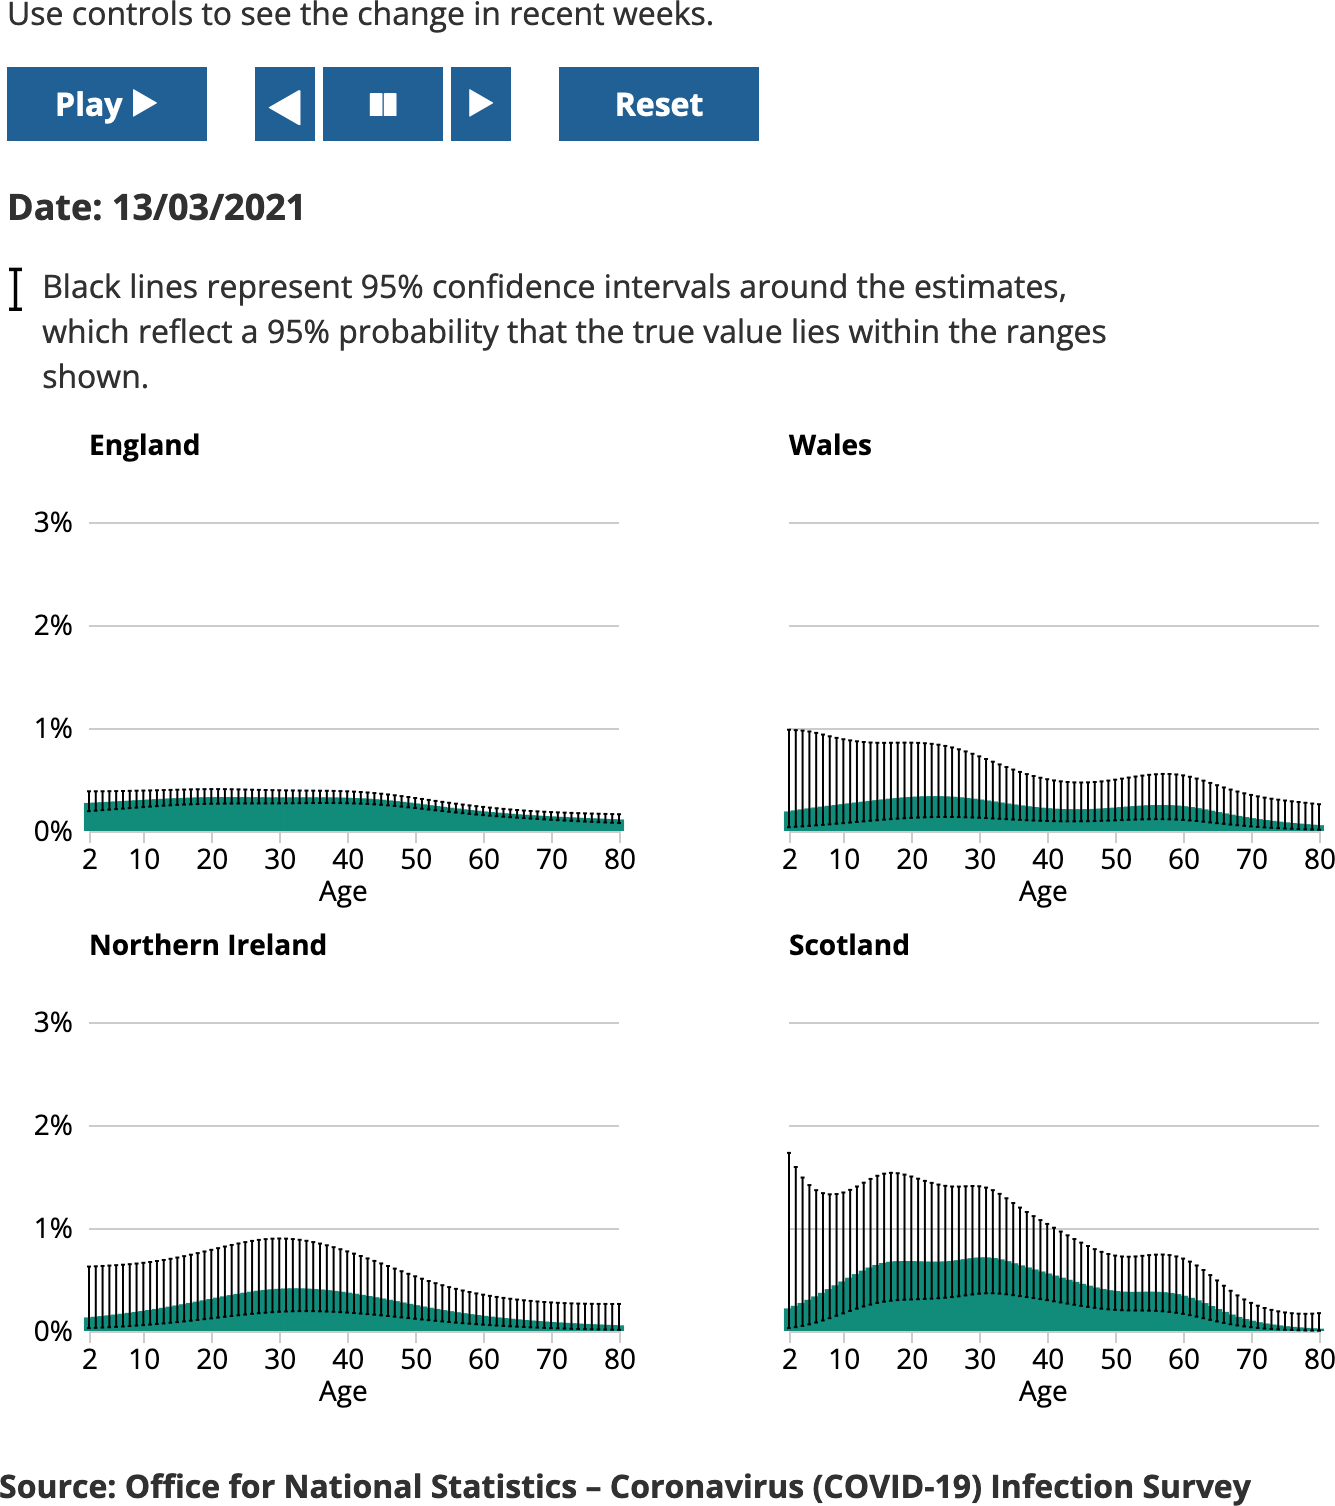 Use controls to see the change in recent weeks.
Play ▶ ◀ ▮▮ ▶ Reset
Date: 13/03/2021
Black lines represent 95% confidence intervals around the estimates,
which reflect a 95% probability that the true value lies within the ranges
shown.
England
3%
2%
1%
0%
2 10 20 30 40 50 60 70 80
Age
Wales
2 10 20 30 40 50 60 70 80
Age
Northern Ireland
3%
2%
1%
0%
2 10 20 30 40 50 60 70 80
Age
Scotland
2 10 20 30 40 50 60 70 80
Age
Source: Office for National Statistics – Coronavirus (COVID-19) Infection Survey